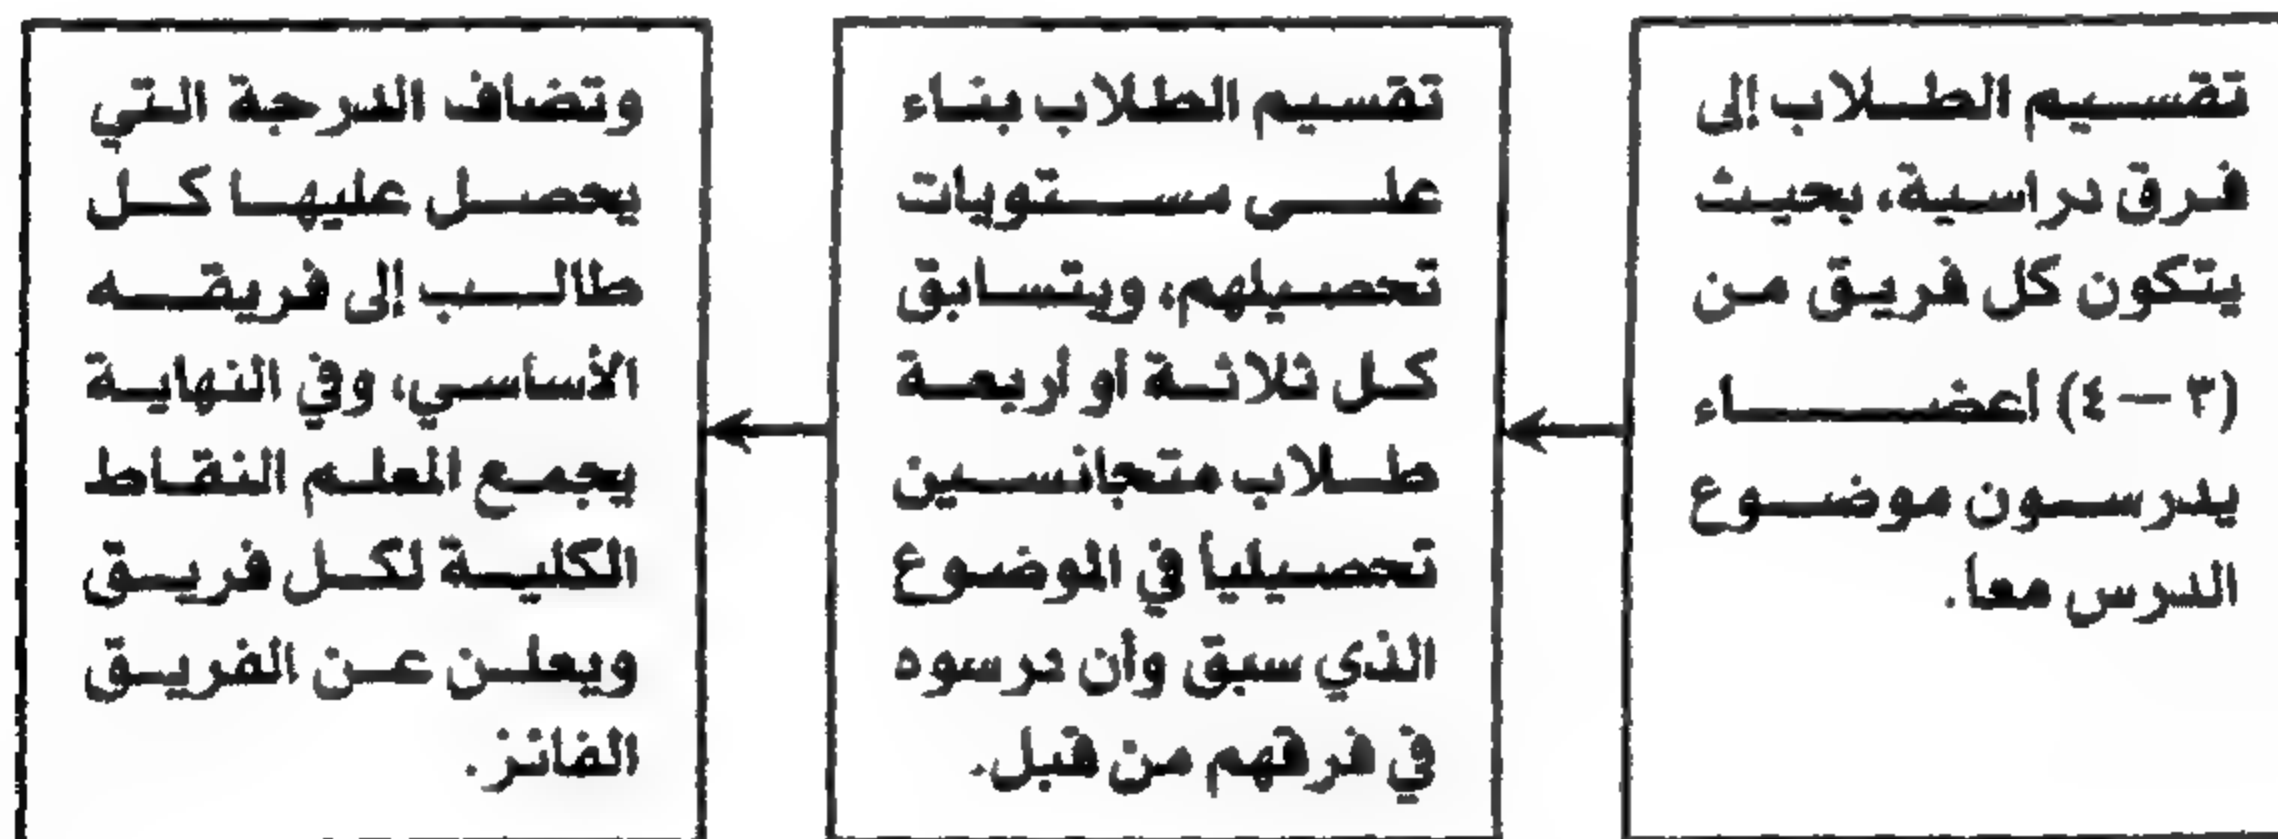 تقسيم الطلاب إلى
فرق دراسية، بحيث
يتكون كل فريق من
(٣ – ٤) أعضاء
يدرسون موضوع
الدرس معاً.
تقسيم الطلاب بناء
على مستويات
تحصيلهم، ويتسابق
كل ثلاثة أو أربعة
طلاب متجانسين
تحصيلياً في الموضوع
الذي سبق وأن درسوه
في فرقهم من قبل.
وتضاف الدرجة التي
يحصل عليها كل
طالب إلى فريقه
الأساسي، وفي النهاية
يجمع المعلم النقاط
الكلية لكل فريق
ويعلن عن الفريق
الفائز.